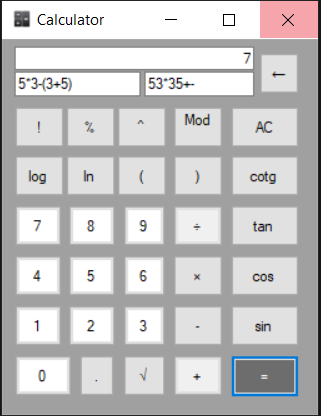 Calculator
7
5*3-(3+5) 53*35+-
←
! % ^ Mod AC
log ln ( ) cotg
7 8 9 ÷ tan
4 5 6 × cos
1 2 3 - sin
0 . √ + =